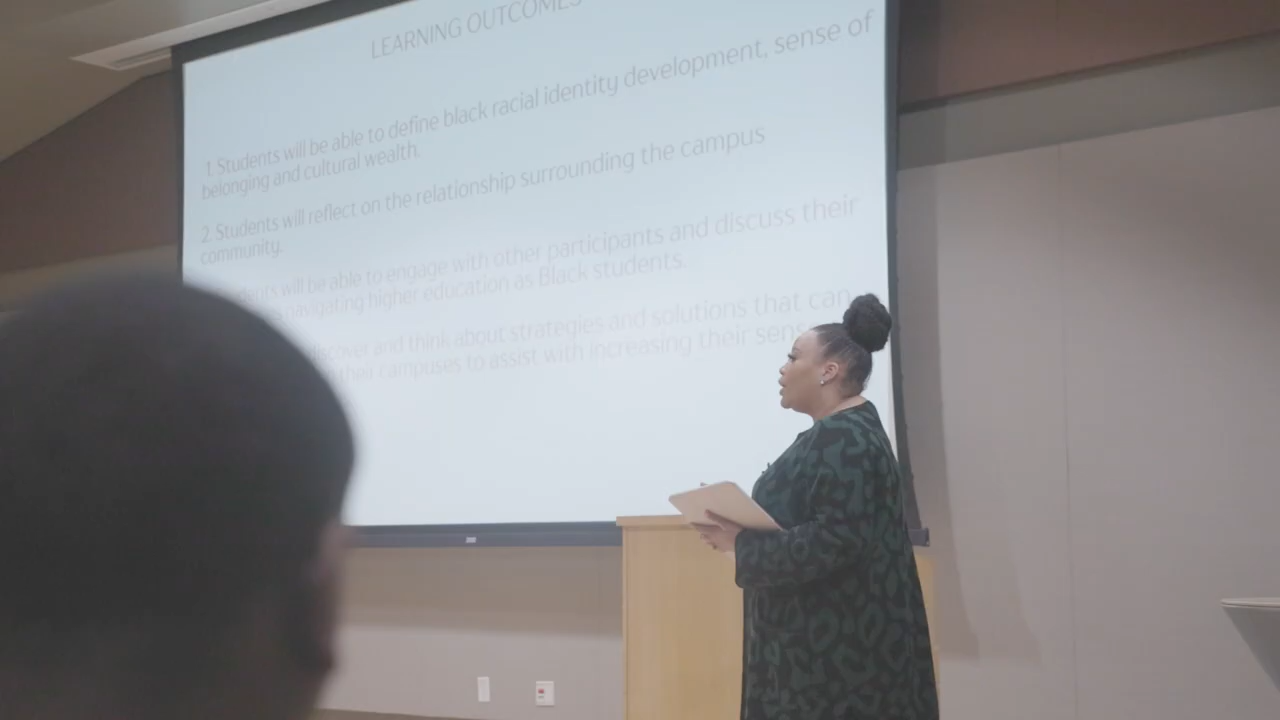 LEARNING OUTCOMES
1. Students will be able to define black racial identity development, sense of
belonging and cultural wealth.
2. Students will reflect on the relationship surrounding the campus
community.
will be able to engage with other participants and discuss their
navigating higher education as Black students.
discover and think about strategies and solutions that can
their campuses to assist with increasing their